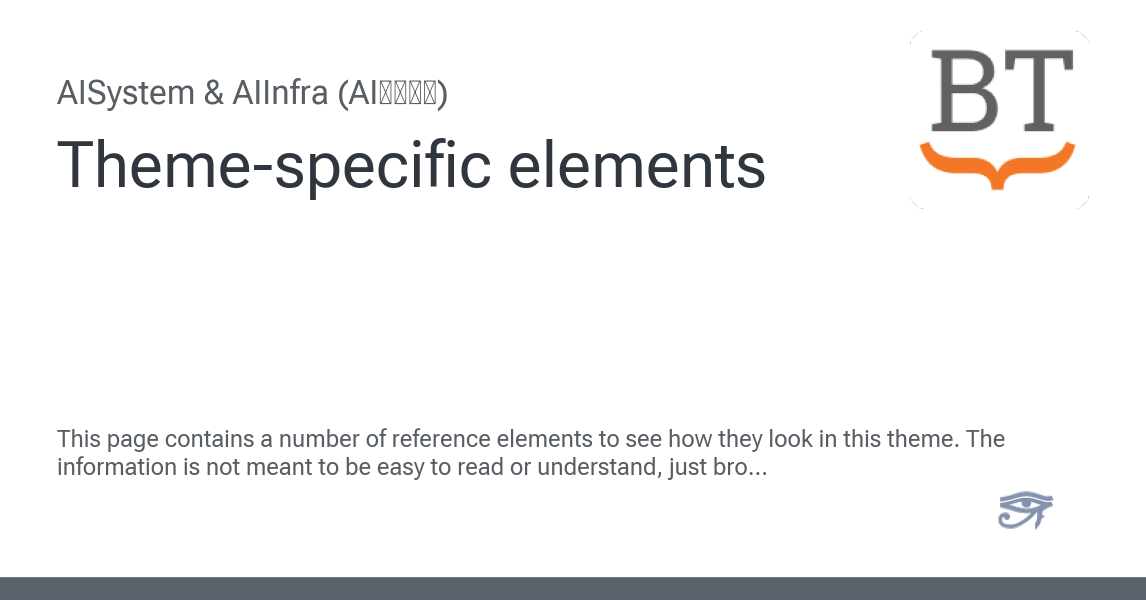 AISystem & AIInfra (AI)
Theme-specific elements
BT
This page contains a number of reference elements to see how they look in this theme. The
information is not meant to be easy to read or understand, just bro...